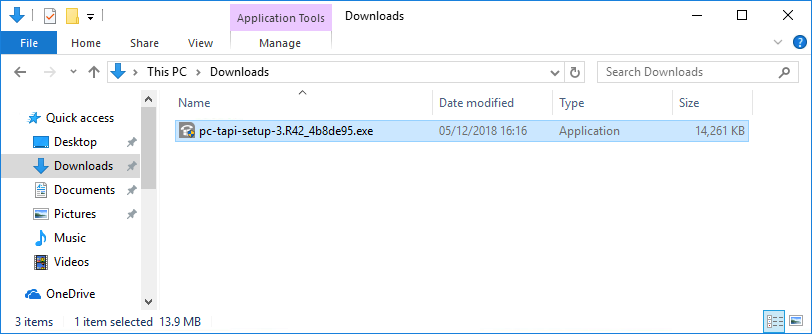 Application Tools Downloads
File Home Share View Manage
This PC Downloads Search Downloads
Name Date modified Type Size
Quick access
pc-tapi-setup-3.R42_4b8de95.exe 05/12/2018 16:16 Application 14,261 KB
Desktop
Downloads
Documents
Pictures
Music
Videos
OneDrive
3 items 1 item selected 13.9 MB